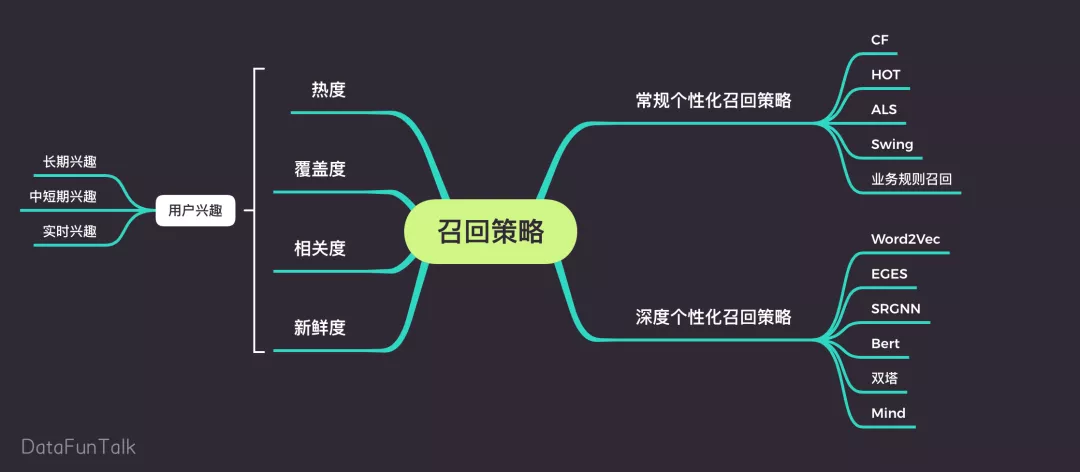 召回策略
热度
覆盖度
相关度
新鲜度
用户兴趣
长期兴趣
中短期兴趣
实时兴趣
常规个性化召回策略
CF
HOT
ALS
Swing
业务规则召回
深度个性化召回策略
Word2Vec
EGES
SRGNN
Bert
双塔
Mind
DataFunTalk